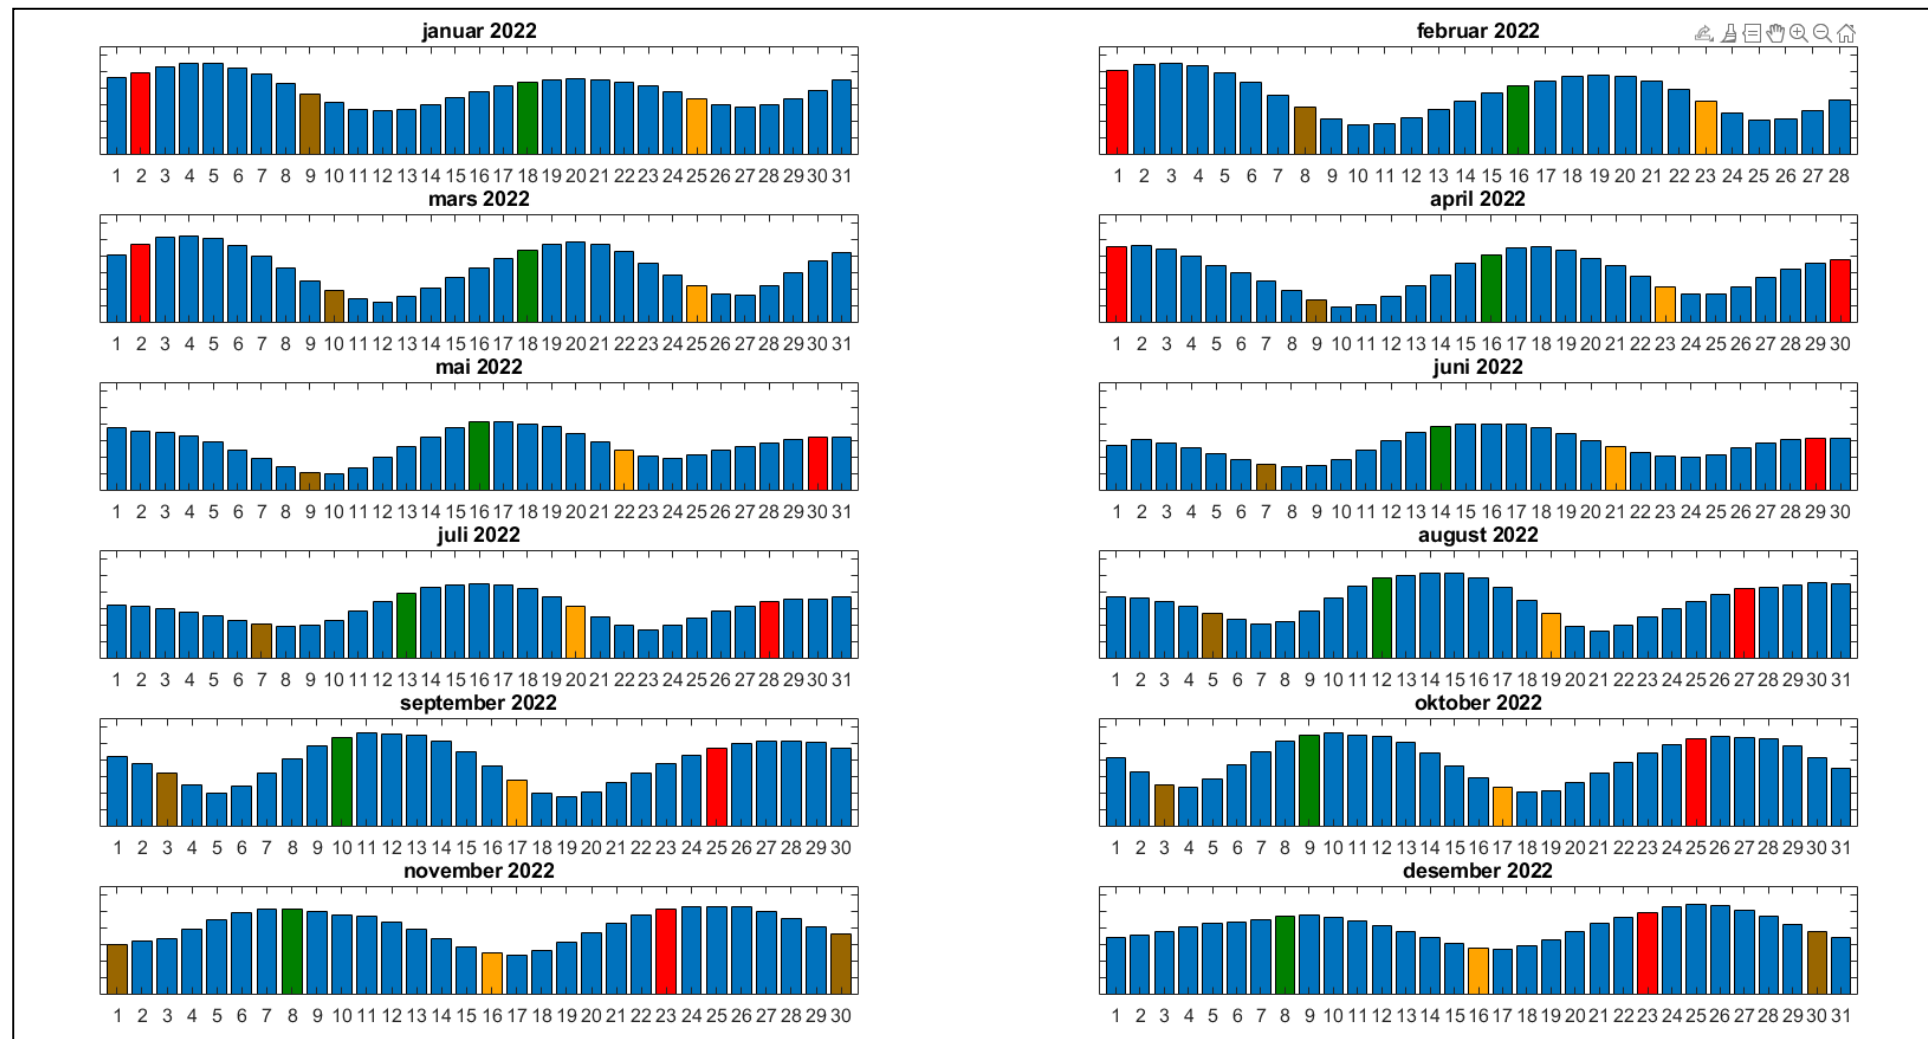 januar 2022
februar 2022
1 2 3 4 5 6 7 8 9 10 11 12 13 14 15 16 17 18 19 20 21 22 23 24 25 26 27 28 29 30 31
1 2 3 4 5 6 7 8 9 10 11 12 13 14 15 16 17 18 19 20 21 22 23 24 25 26 27 28
mars 2022
april 2022
1 2 3 4 5 6 7 8 9 10 11 12 13 14 15 16 17 18 19 20 21 22 23 24 25 26 27 28 29 30 31
1 2 3 4 5 6 7 8 9 10 11 12 13 14 15 16 17 18 19 20 21 22 23 24 25 26 27 28 29 30
mai 2022
juni 2022
1 2 3 4 5 6 7 8 9 10 11 12 13 14 15 16 17 18 19 20 21 22 23 24 25 26 27 28 29 30 31
1 2 3 4 5 6 7 8 9 10 11 12 13 14 15 16 17 18 19 20 21 22 23 24 25 26 27 28 29 30
juli 2022
august 2022
1 2 3 4 5 6 7 8 9 10 11 12 13 14 15 16 17 18 19 20 21 22 23 24 25 26 27 28 29 30 31
1 2 3 4 5 6 7 8 9 10 11 12 13 14 15 16 17 18 19 20 21 22 23 24 25 26 27 28 29 30 31
september 2022
oktober 2022
1 2 3 4 5 6 7 8 9 10 11 12 13 14 15 16 17 18 19 20 21 22 23 24 25 26 27 28 29 30
1 2 3 4 5 6 7 8 9 10 11 12 13 14 15 16 17 18 19 20 21 22 23 24 25 26 27 28 29 30 31
november 2022
desember 2022
1 2 3 4 5 6 7 8 9 10 11 12 13 14 15 16 17 18 19 20 21 22 23 24 25 26 27 28 29 30
1 2 3 4 5 6 7 8 9 10 11 12 13 14 15 16 17 18 19 20 21 22 23 24 25 26 27 28 29 30 31